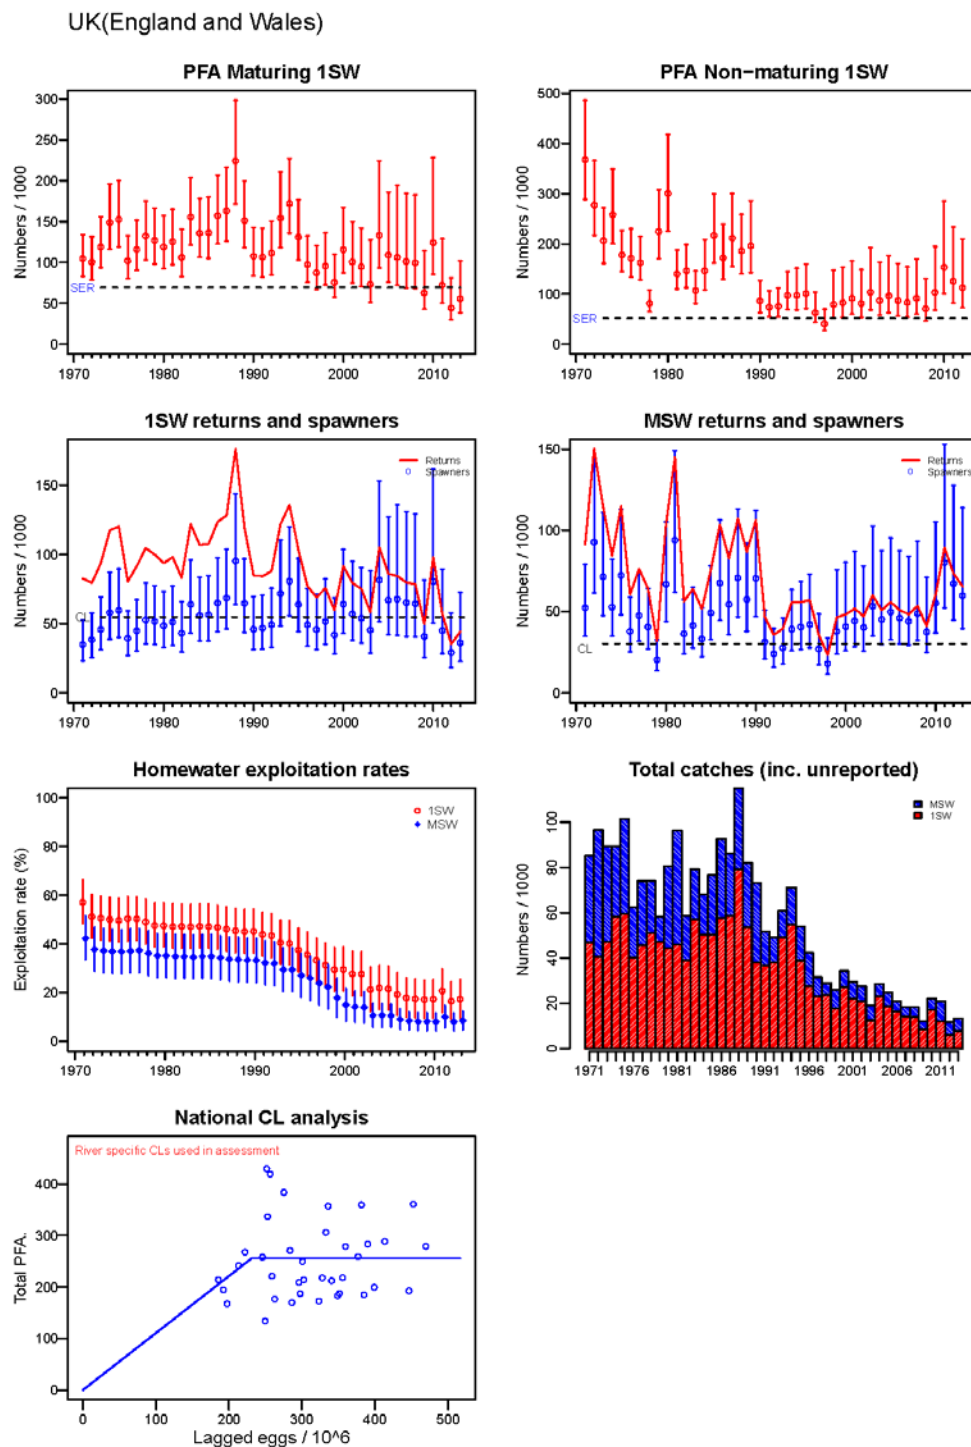 UK(England and Wales)
PFA Maturing 1SW
Numbers / 1000
300
250
200
150
100
50
0
SER
1970 1980 1990 2000 2010
PFA Non-maturing 1SW
Numbers / 1000
500
400
300
200
100
0
SER
1970 1980 1990 2000 2010
1SW returns and spawners
Numbers / 1000
150
100
50
0
CL
Returns
Spawners
1970 1980 1990 2000 2010
MSW returns and spawners
Numbers / 1000
150
100
50
0
CL
Returns
Spawners
1970 1980 1990 2000 2010
Homewater exploitation rates
Exploitation rate (%)
100
80
60
40
20
0
1SW
MSW
1970 1980 1990 2000 2010
Total catches (inc. unreported)
Numbers / 1000
100
80
60
40
20
0
MSW
1SW
1971 1976 1981 1986 1991 1996 2001 2006 2011
National CL analysis
River specific CLs used in assessment
Total PFA.
400
300
200
100
0
0 100 200 300 400 500
Lagged eggs / 10^6